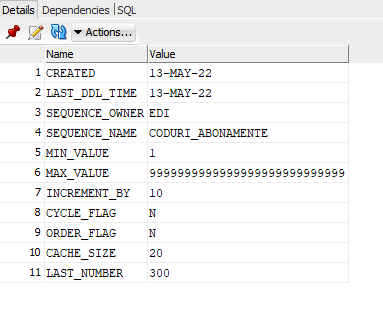 Details Dependencies SQL
Actions...
Name Value
1 CREATED 13-MAY-22
2 LAST_DDL_TIME 13-MAY-22
3 SEQUENCE_OWNER EDI
4 SEQUENCE_NAME CODURI_ABONAMENTE
5 MIN_VALUE 1
6 MAX_VALUE 9999999999999999999999999999
7 INCREMENT_BY 10
8 CYCLE_FLAG N
9 ORDER_FLAG N
10 CACHE_SIZE 20
11 LAST_NUMBER 300